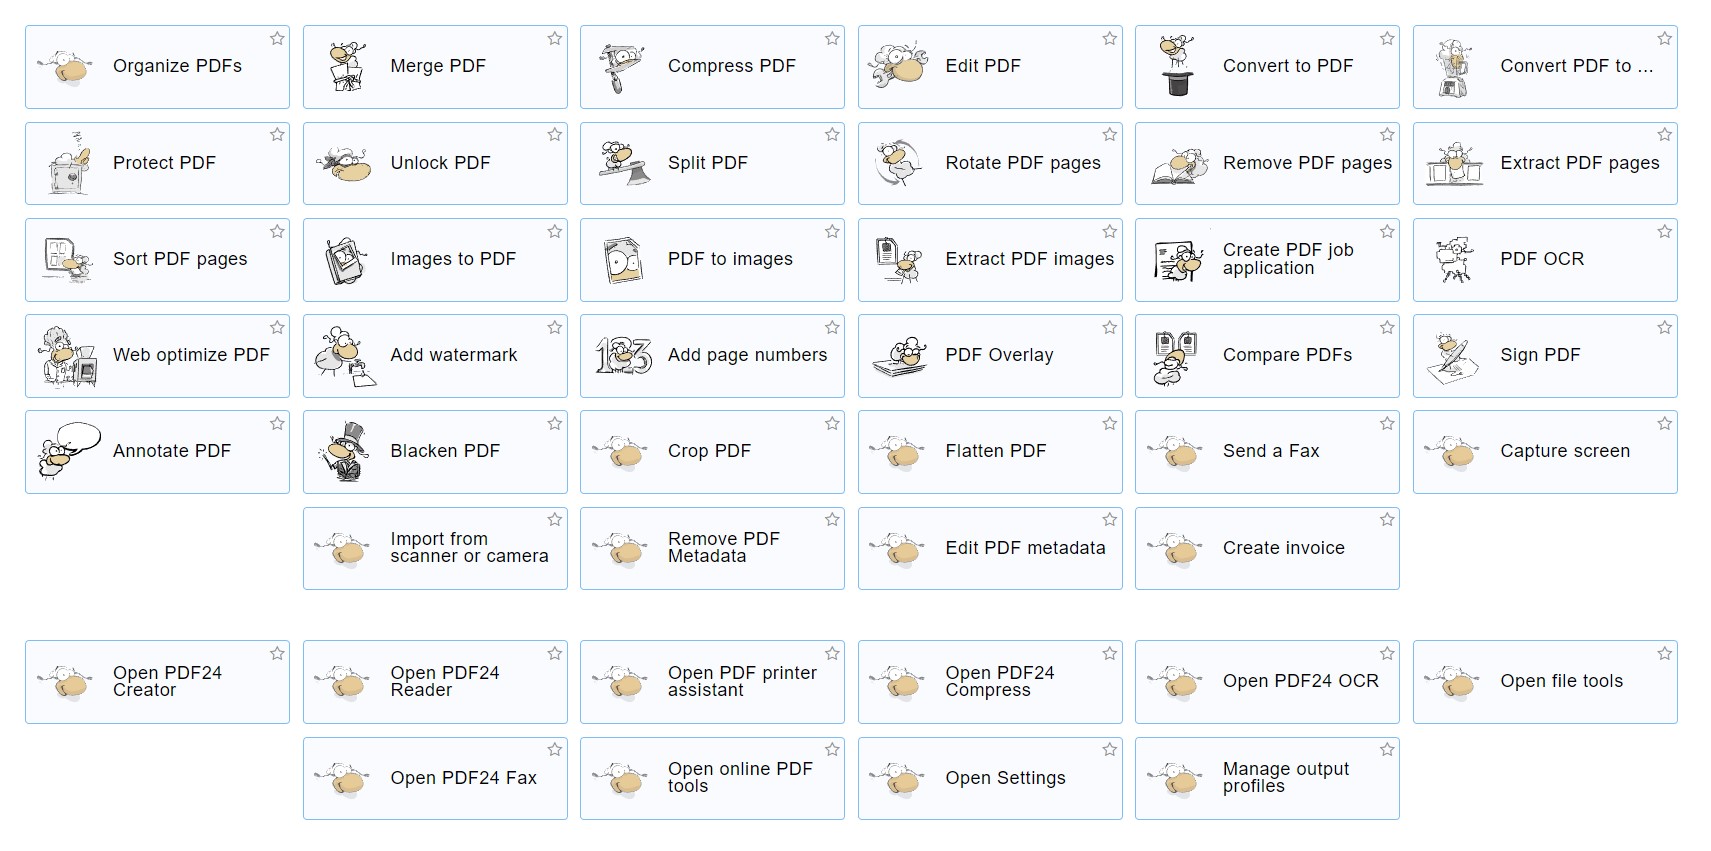 Organize PDFs
Merge PDF
Compress PDF
Edit PDF
Convert to PDF
Convert PDF to ...
Protect PDF
Unlock PDF
Split PDF
Rotate PDF pages
Remove PDF pages
Extract PDF pages
Sort PDF pages
Images to PDF
PDF to images
Extract PDF images
Create PDF job
application
PDF OCR
Web optimize PDF
Add watermark
123
Add page numbers
PDF Overlay
Compare PDFs
Sign PDF
Annotate PDF
Blacken PDF
Crop PDF
Flatten PDF
Send a Fax
Capture screen
Import from
scanner or camera
Remove PDF
Metadata
Edit PDF metadata
Create invoice
Open PDF24
Creator
Open PDF24
Reader
Open PDF printer
assistant
Open PDF24
Compress
Open PDF24 OCR
Open file tools
Open PDF24 Fax
Open online PDF
tools
Open Settings
Manage output
profiles